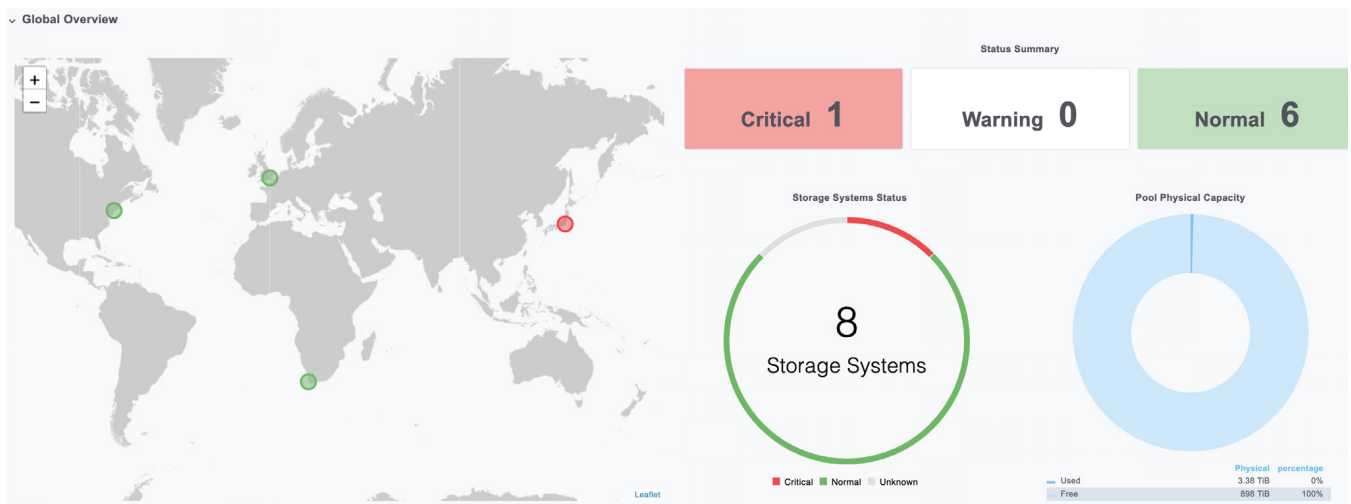 Global Overview
+
−
Leaflet
Status Summary
Critical 1
Warning 0
Normal 6
Storage Systems Status
8
Storage Systems
Critical Normal Unknown
Pool Physical Capacity
Physical percentage
Used 3.38 TiB 0%
Free 898 TiB 100%